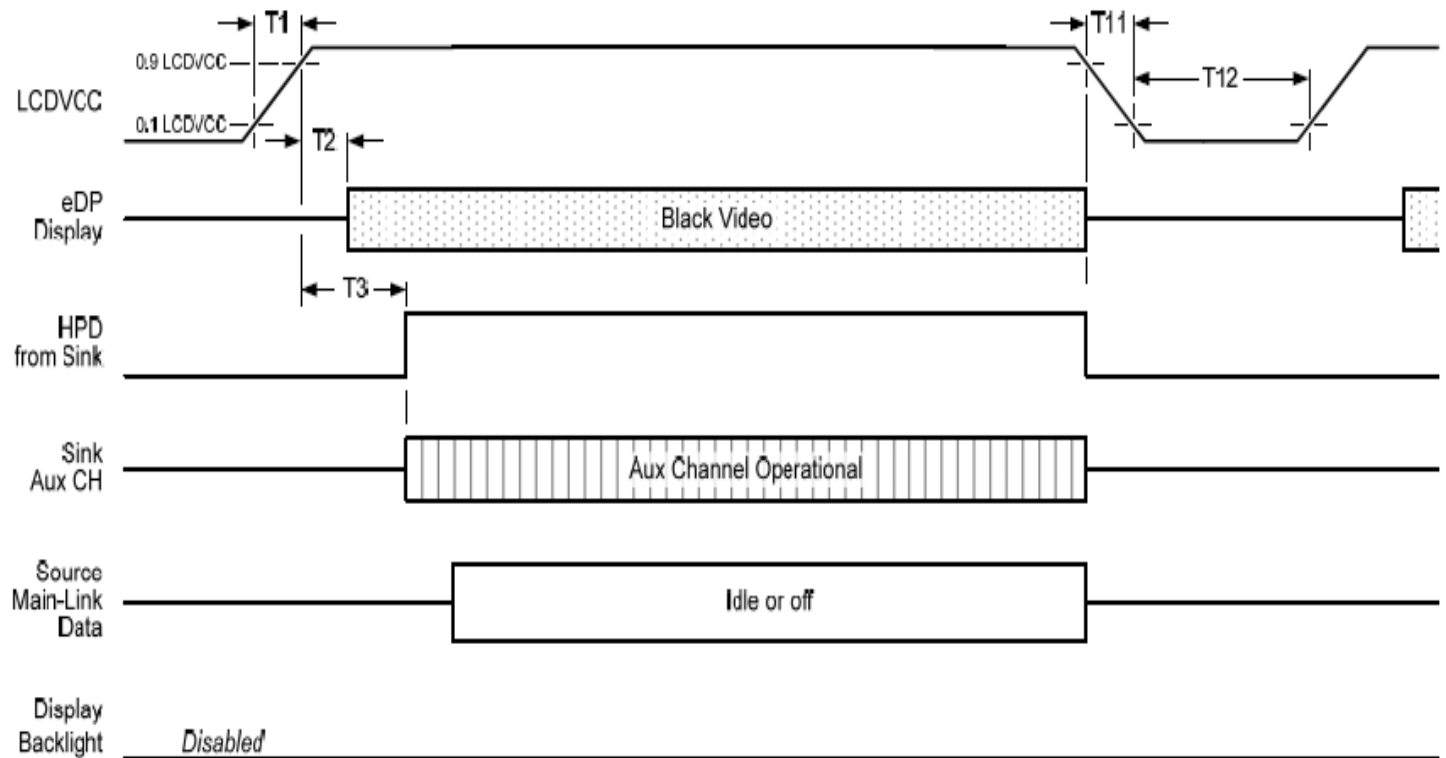 T1
T11
0.9 LCDVCC
T12
LCDVCC
0.1 LCDVCC
T2
eDP
Display
Black Video
T3
HPD
from Sink
Sink
Aux CH
Aux Channel Operational
Source
Main-Link
Data
Idle or off
Display
Backlight
Disabled